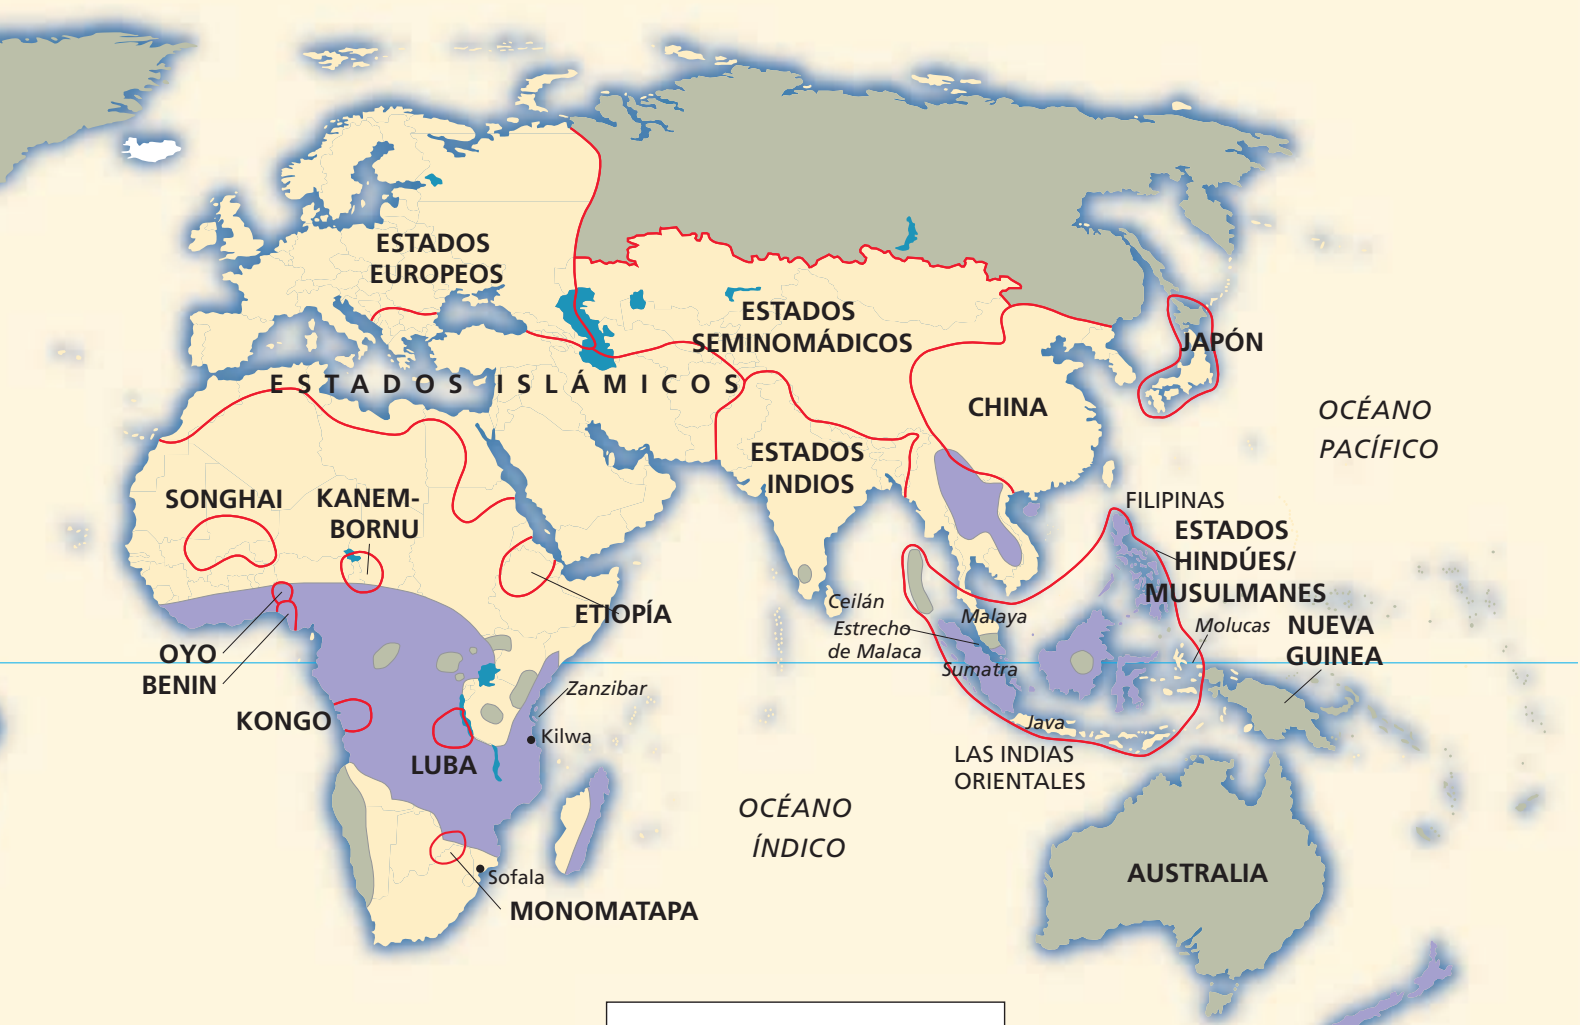 ESTADOS
EUROPEOS
ESTADOS
SEMINOMÁDICOS
JAPÓN
ESTADOS ISLÁMICOS
CHINA
OCÉANO
PACÍFICO
ESTADOS
INDIOS
SONGHAI
KANEM-
BORNU
FILIPINAS
ESTADOS
HINDÚES/
MUSULMANES
ETIOPÍA
Ceilán
Malaya
Estrecho
de Malaca
Molucas
NUEVA
GUINEA
OYO
BENIN
Sumatra
Zanzibar
KONGO
Kilwa
Java
LUBA
LAS INDIAS
ORIENTALES
OCÉANO
ÍNDICO
AUSTRALIA
Sofala
MONOMATAPA